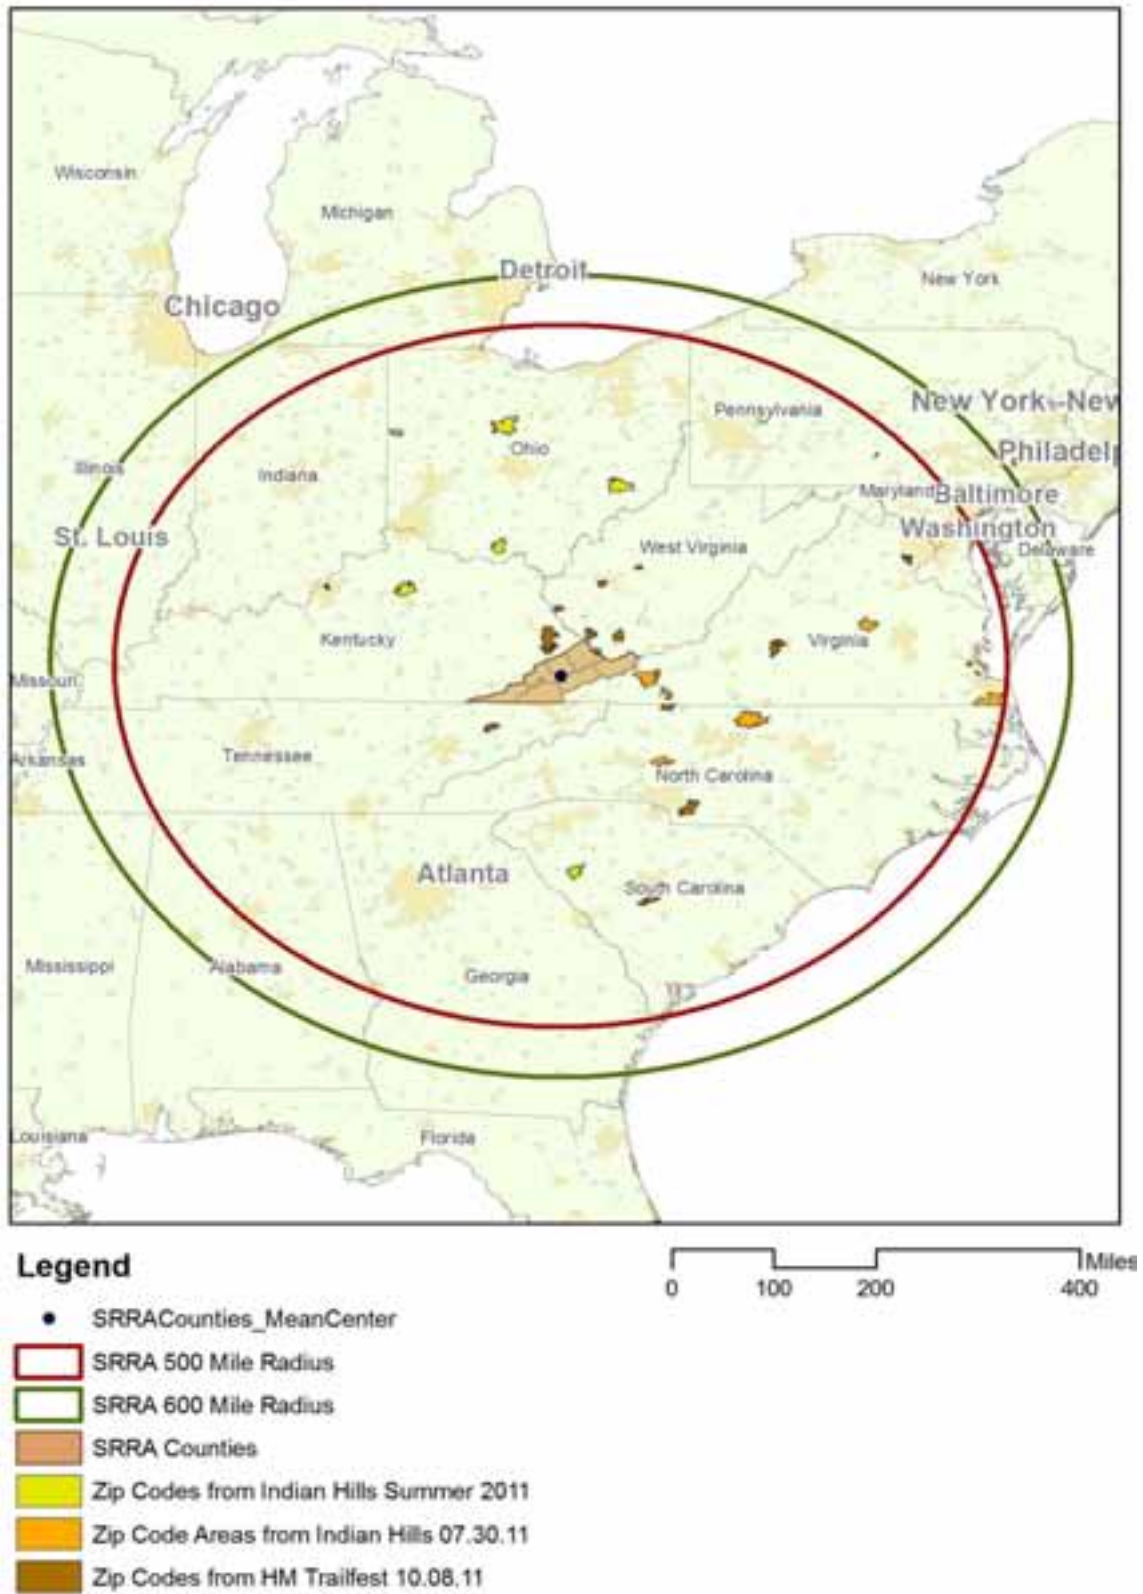 Wisconsin
Michigan
Detroit
New York
Chicago
New York--New
Pennsylvania
Ohio
Philadelp
Illinois
Indiana
Maryland
Baltimore
St. Louis
Washington
West Virginia
Delaware
Kentucky
Virginia
Missouri
Arkansas
Tennessee
North Carolina
Atlanta
South Carolina
Mississippi
Alabama
Georgia
Louisiana
Florida
Legend
Miles
0 100 200 400
SRRACounties_MeanCenter
SRRA 500 Mile Radius
SRRA 600 Mile Radius
SRRA Counties
Zip Codes from Indian Hills Summer 2011
Zip Code Areas from Indian Hills 07.30.11
Zip Codes from HM Trailfest 10.08.11